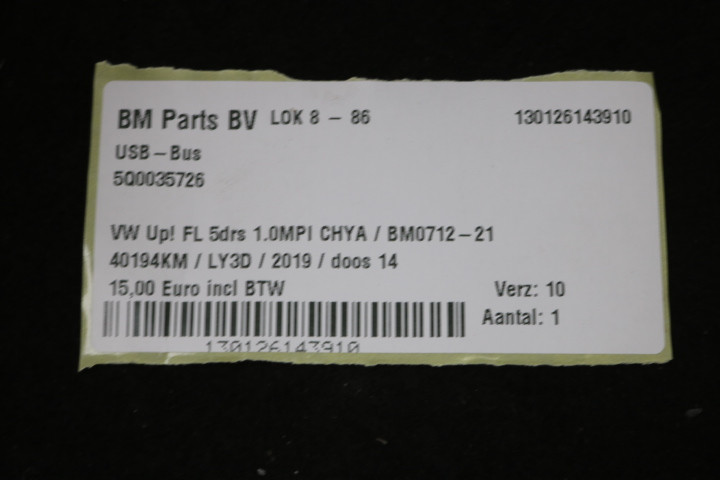 BM Parts BV LOK 8 - 86 130126143910
USB-Bus
5Q0035726
VW Up! FL 5drs 1.0MPI CHYA / BM0712-21
40194KM / LY3D / 2019 / doos 14
15,00 Euro incl BTW Verz: 10
Aantal: 1
130126143910